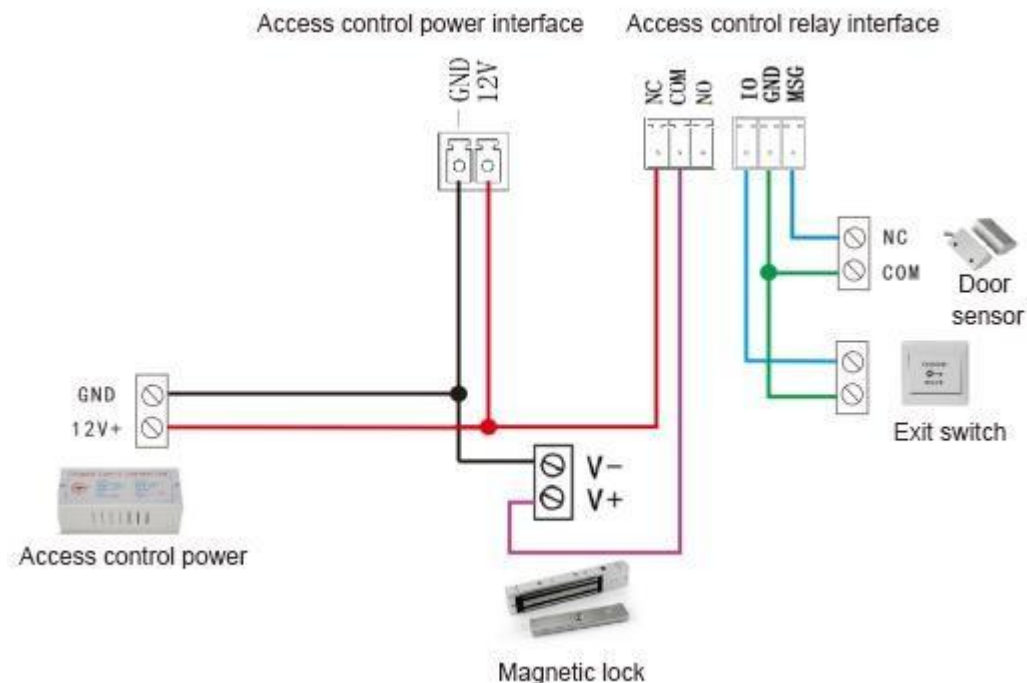 Access control power interface
Access control relay interface
GND
12V
NC
COM
NO
IO
GND
MSG
NC
COM
Door
sensor
GND
12V+
V-
V+
Exit switch
Access control power
Magnetic lock